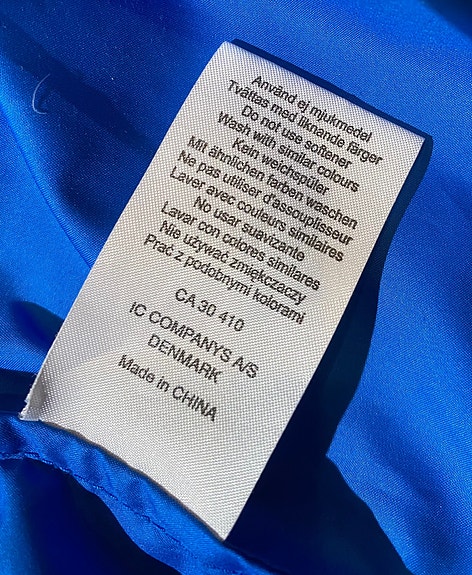 Använd ej mjukmedel
Tvättas med liknande färger
Do not use softener
Wash with similar colours
Ken weichspüler
Mit ähnlichen farben waschen
Ne pas utiliser d'assouplisseur
Laver avec couleurs similaires
No usar suavizante
Lavar con colores similares
Nie używać zmiękczaczy
Prać z podobnymi kolorami
CA 30 410
IC COMPANYS A/S
DENMARK
Made in CHINA